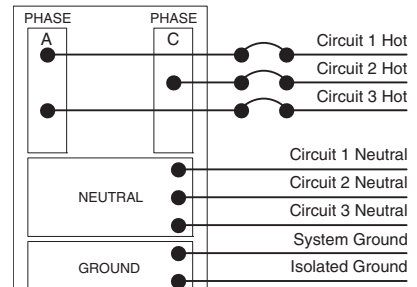 PHASE PHASE
A C
Circuit 1 Hot
Circuit 2 Hot
Circuit 3 Hot
Circuit 1 Neutral
Circuit 2 Neutral
NEUTRAL
Circuit 3 Neutral
System Ground
GROUND
Isolated Ground